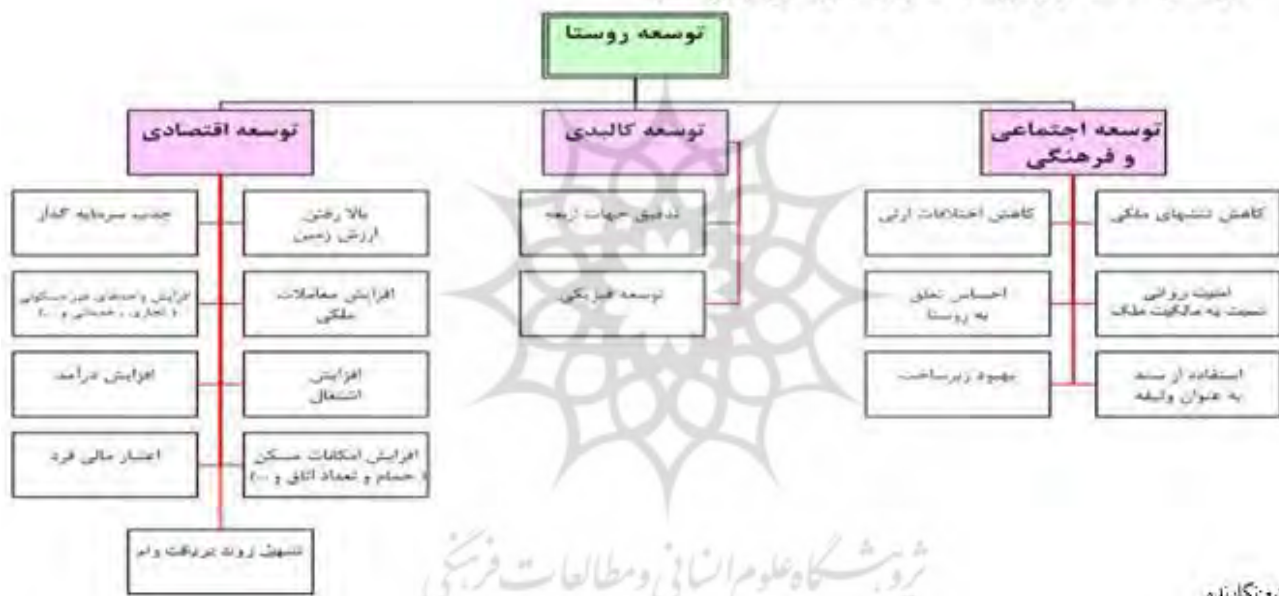 توسعه روستا
توسعه اجتماعی
و فرهنگی
کاهش تنشهای ملکی
کاهش اختلافات ارثی
امنیت روانی
نسبت به مالکیت ملک
احساس تعلق
به روستا
استفاده از سند
به عنوان وثیقه
بهبود زیرساخت
توسعه کالبدی
تدقیق جهات اربعه
توسعه فیزیکی
توسعه اقتصادی
بالا رفتن
ارزش زمین
جذب سرمایه گذار
افزایش معاملات
ملکی
افزایش واحدهای غیر مسکونی
(تجاری , خدماتی و ...)
افزایش
اشتغال
افزایش درآمد
افزایش امکانات مسکن
(حمام و تعداد اتاق و ...)
اعتبار مالی فرد
تسهیل روند دریافت وام
پژوهشگاه علوم انسانی و مطالعات فرهنگی
نگارنده